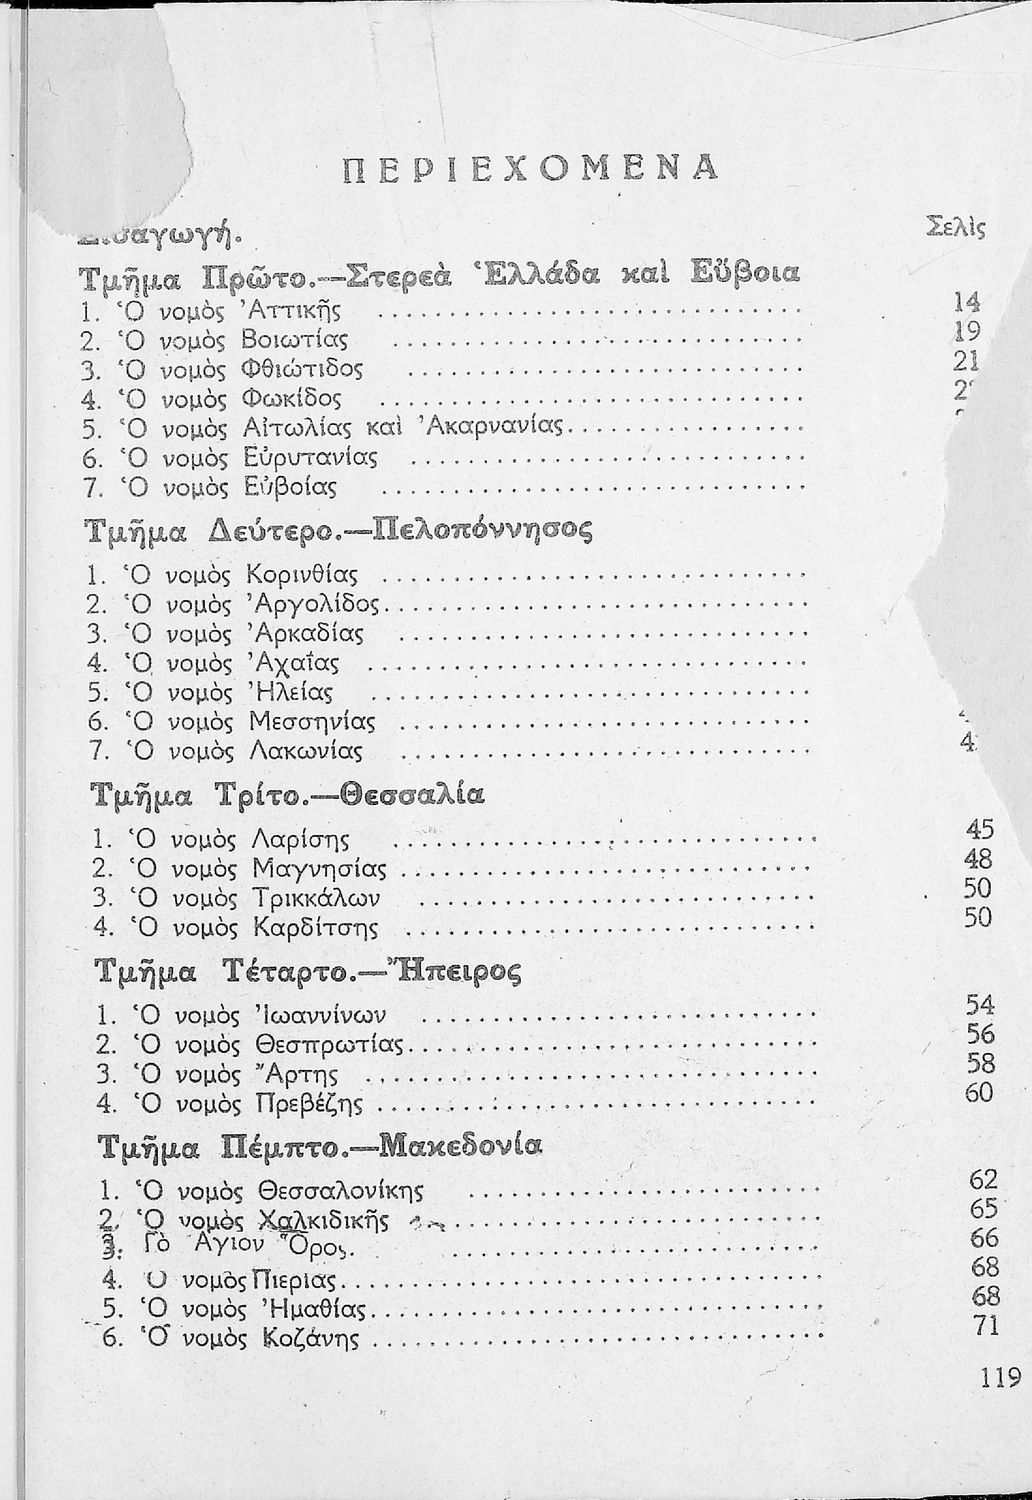 ΠΕΡΙΕΧΟΜΕΝΑ
Σελὶς
Τμῆμα Πρῶτο.—Στερεὰ Ἑλλάδα καὶ Εὔβοια
1. Ὁ νομὸς Ἀττικῆς ........ 14
2. Ὁ νομὸς Βοιωτίας ........ 19
3. Ὁ νομὸς Φθιώτιδος ........ 21
4. Ὁ νομὸς Φωκίδος ........
5. Ὁ νομὸς Αἰτωλίας καὶ Ἀκαρνανίας ........
6. Ὁ νομὸς Εὐρυτανίας ........
7. Ὁ νομὸς Εὐβοίας ........
Τμῆμα Δεύτερο.—Πελοπόννησος
1. Ὁ νομὸς Κορινθίας ........
2. Ὁ νομὸς Ἀργολίδος ........
3. Ὁ νομὸς Ἀρκαδίας ........
4. Ὁ νομὸς Ἀχαΐας ........
5. Ὁ νομὸς Ἠλείας ........
6. Ὁ νομὸς Μεσσηνίας ........
7. Ὁ νομὸς Λακωνίας ........
Τμῆμα Τρίτο.—Θεσσαλία
1. Ὁ νομὸς Λαρίσης ........ 45
2. Ὁ νομὸς Μαγνησίας ........ 48
3. Ὁ νομὸς Τρικκάλων ........ 50
4. Ὁ νομὸς Καρδίτσης ........ 50
Τμῆμα Τέταρτο.—Ἤπειρος
1. Ὁ νομὸς Ἰωαννίνων ........ 54
2. Ὁ νομὸς Θεσπρωτίας ........ 56
3. Ὁ νομὸς Ἄρτης ........ 58
4. Ὁ νομὸς Πρεβέζης ........ 60
Τμῆμα Πέμπτο.—Μακεδονία
1. Ὁ νομὸς Θεσσαλονίκης ........ 62
2. Ὁ νομὸς Χαλκιδικῆς ........ 65
3. Τὸ Ἅγιον Ὄρος. ........ 66
4. Ὁ νομὸς Πιερίας ........ 68
5. Ὁ νομὸς Ἠμαθίας ........ 68
6. Ὁ νομὸς Κοζάνης ........ 71
119